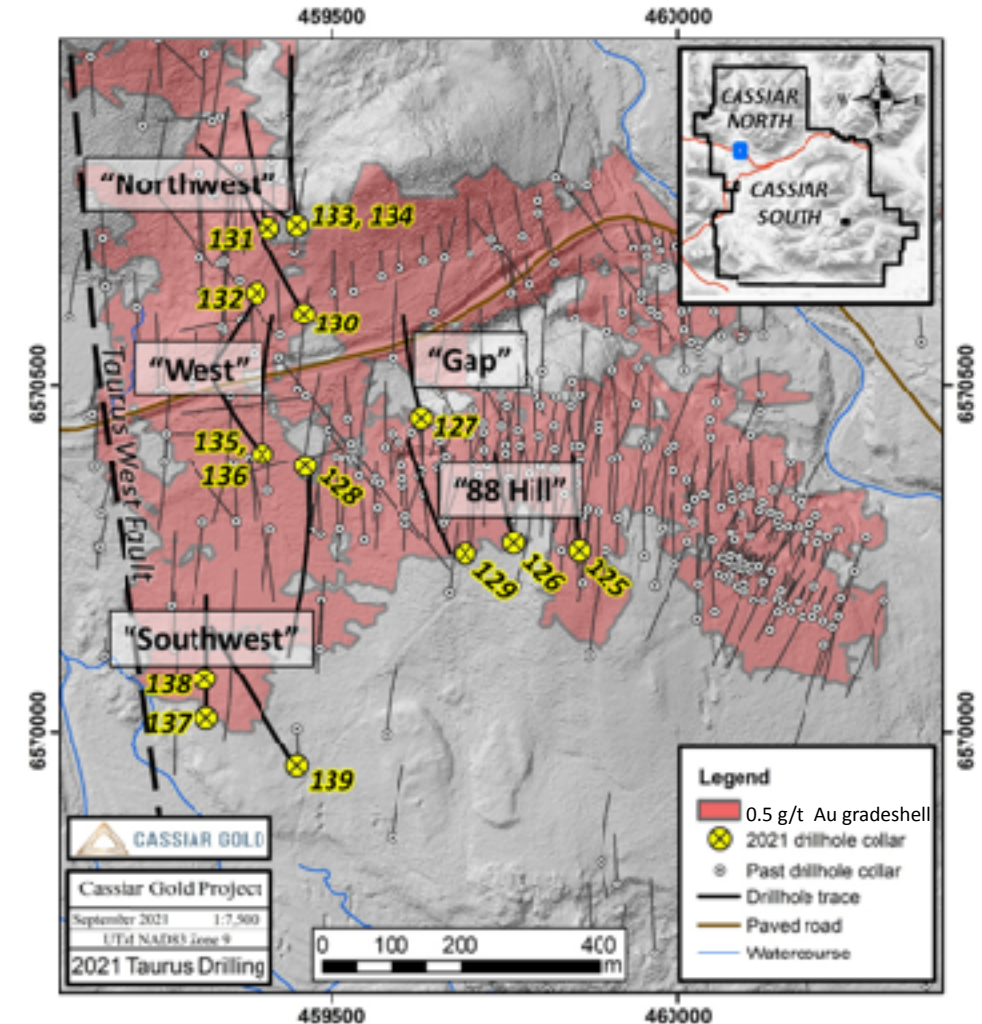 459500
460000
CASSIAR
NORTH
W
E
CASSIAR
SOUTH
"Northwest"
133, 134
131
132
130
"West"
"Gap"
6570500
6570500
Taurus West Fault
127
135,
136
128
"88 Hill"
129
126
125
"Southwest"
138
137
139
6570000
6570000
Legend
0.5 g/t Au gradeshell
2021 drillhole collar
Past drillhole collar
Drillhole trace
Paved road
Watercourse
CASSIAR GOLD
Cassiar Gold Project
September 2021 1:7,500
UTM NAD83 Zone 9
2021 Taurus Drilling
0 100 200 400
m
459500
460000